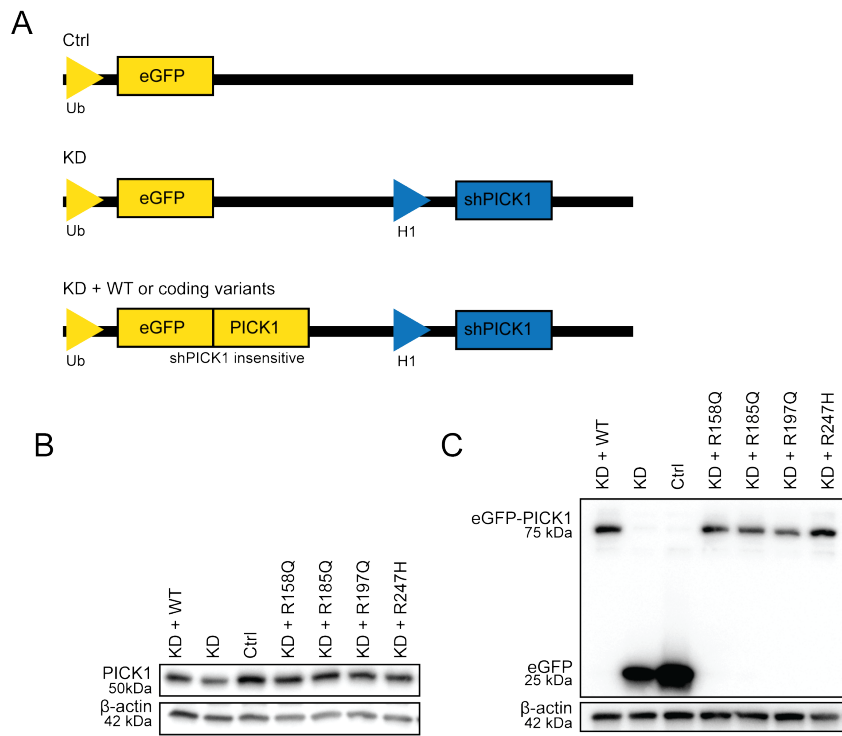 A
Ctrl
eGFP
Ub
KD
eGFP
shPICK1
Ub
H1
KD + WT or coding variants
eGFP
PICK1
shPICK1
Ub
shPICK1 insensitive
H1
B
KD + WT
KD
Ctrl
KD + R158Q
KD + R185Q
KD + R197Q
KD + R247H
PICK1
50kDa
β-actin
42 kDa
C
KD + WT
KD
Ctrl
KD + R158Q
KD + R185Q
KD + R197Q
KD + R247H
eGFP-PICK1
75 kDa
eGFP
25 kDa
β-actin
42 kDa